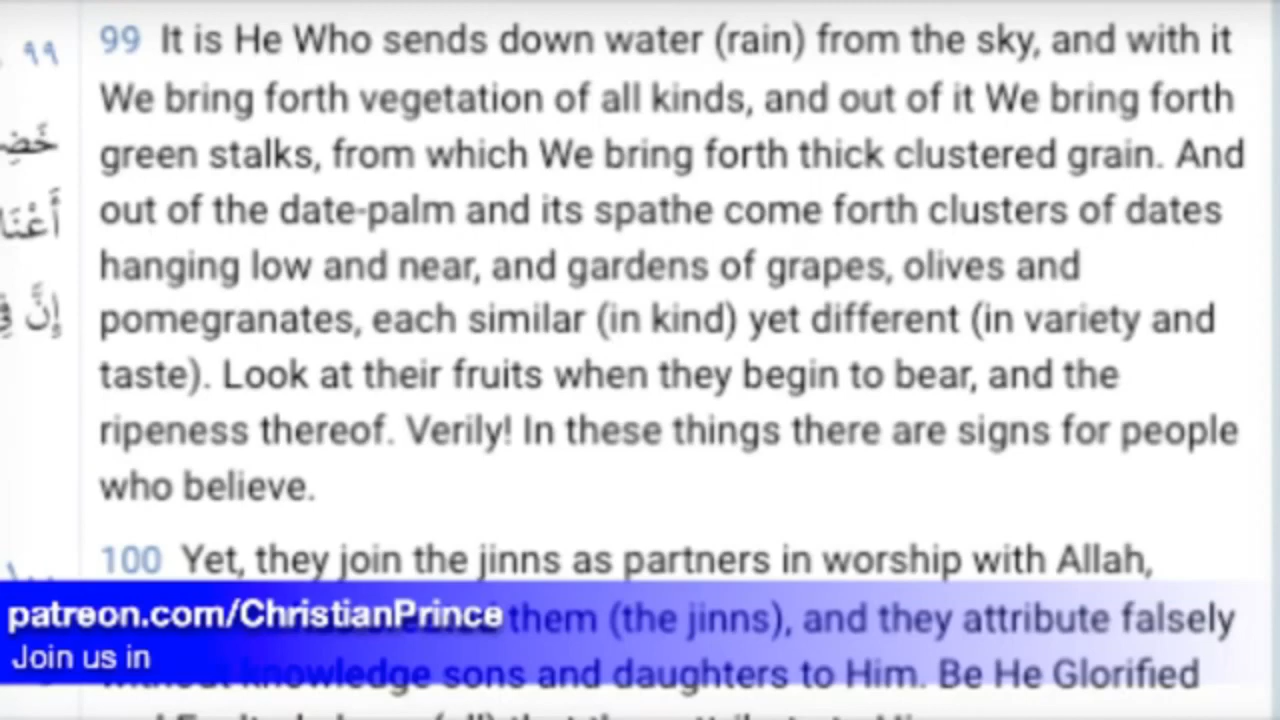 ٩٩
99 It is He Who sends down water (rain) from the sky, and with it
We bring forth vegetation of all kinds, and out of it We bring forth
خَضِ
green stalks, from which We bring forth thick clustered grain. And
أَعْنَا
out of the date-palm and its spathe come forth clusters of dates
hanging low and near, and gardens of grapes, olives and
إِنَّ فِ
pomegranates, each similar (in kind) yet different (in variety and
taste). Look at their fruits when they begin to bear, and the
ripeness thereof. Verily! In these things there are signs for people
who believe.
100 Yet, they join the jinns as partners in worship with Allah,
patreon.com/ChristianPrince
them (the jinns), and they attribute falsely
Join us in
knowledge sons and daughters to Him. Be He Glorified